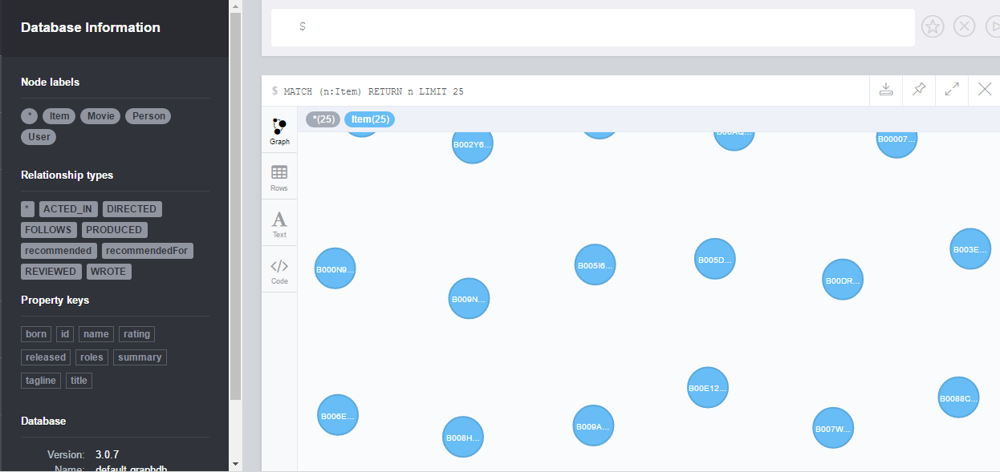 Database Information
Node labels
* Item Movie Person
User
Relationship types
* ACTED_IN DIRECTED
FOLLOWS PRODUCED
recommended recommendedFor
REVIEWED WROTE
Property keys
born id name rating
released roles summary
tagline title
Database
Version: 3.0.7
Name: default.graphdb
$
$ MATCH (n:Item) RETURN n LIMIT 25
*(25) Item(25)
Graph
Rows
Text
Code
B002Y6...
B00007...
B000N9...
B009N...
B005I6...
B005D...
B00DR...
B003E...
B006E...
B008H...
B009A...
B00E12...
B007W...
B0088C...